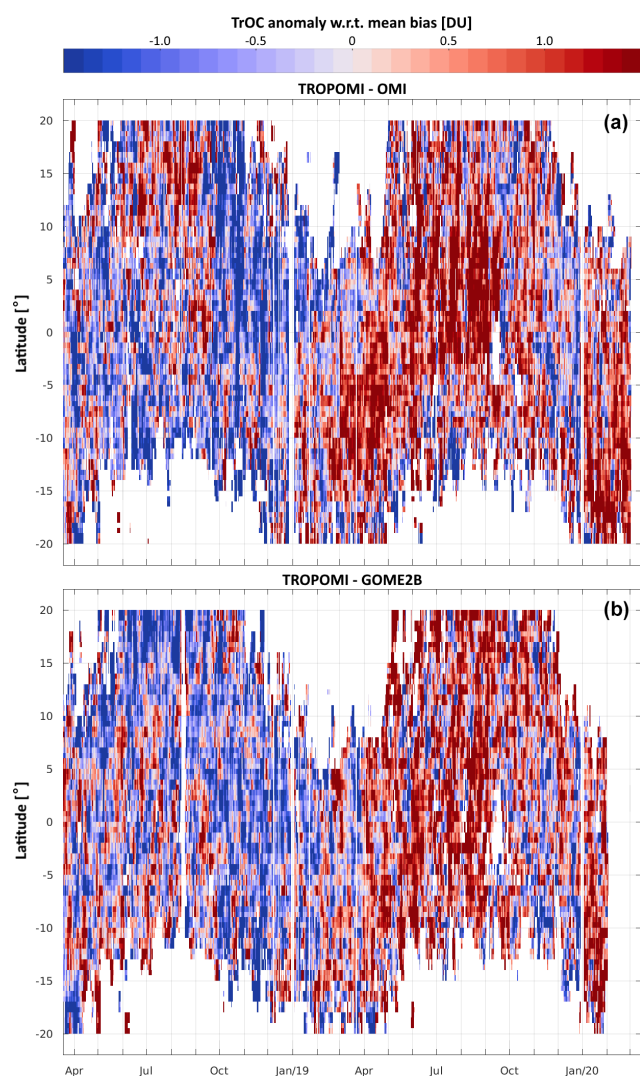 TrOC anomaly w.r.t. mean bias [DU]
-1.0 -0.5 0 0.5 1.0
TROPOMI - OMI
(a)
20
15
10
5
0
-5
-10
-15
-20
Latitude [°]
TROPOMI - GOME2B
(b)
20
15
10
5
0
-5
-10
-15
-20
Latitude [°]
Apr Jul Oct Jan/19 Apr Jul Oct Jan/20